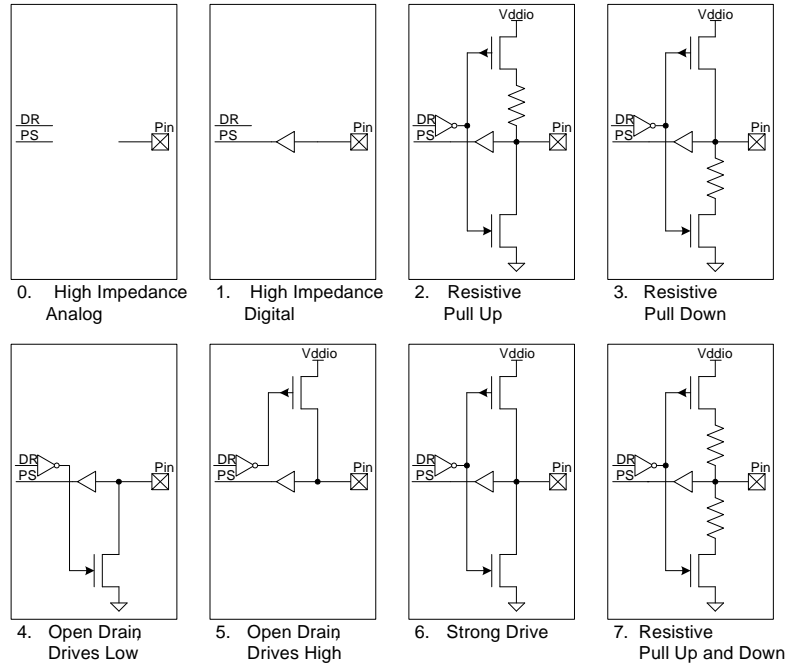 Vddio
Vddio
DR
PS
Pin
DR
PS
Pin
DR
PS
Pin
DR
PS
Pin
0. High Impedance
Analog
1. High Impedance
Digital
2. Resistive
Pull Up
3. Resistive
Pull Down
Vddio
Vddio
Vddio
DR
PS
Pin
DR
PS
Pin
DR
PS
Pin
DR
PS
Pin
4. Open Drain,
Drives Low
5. Open Drain,
Drives High
6. Strong Drive
7. Resistive
Pull Up and Down